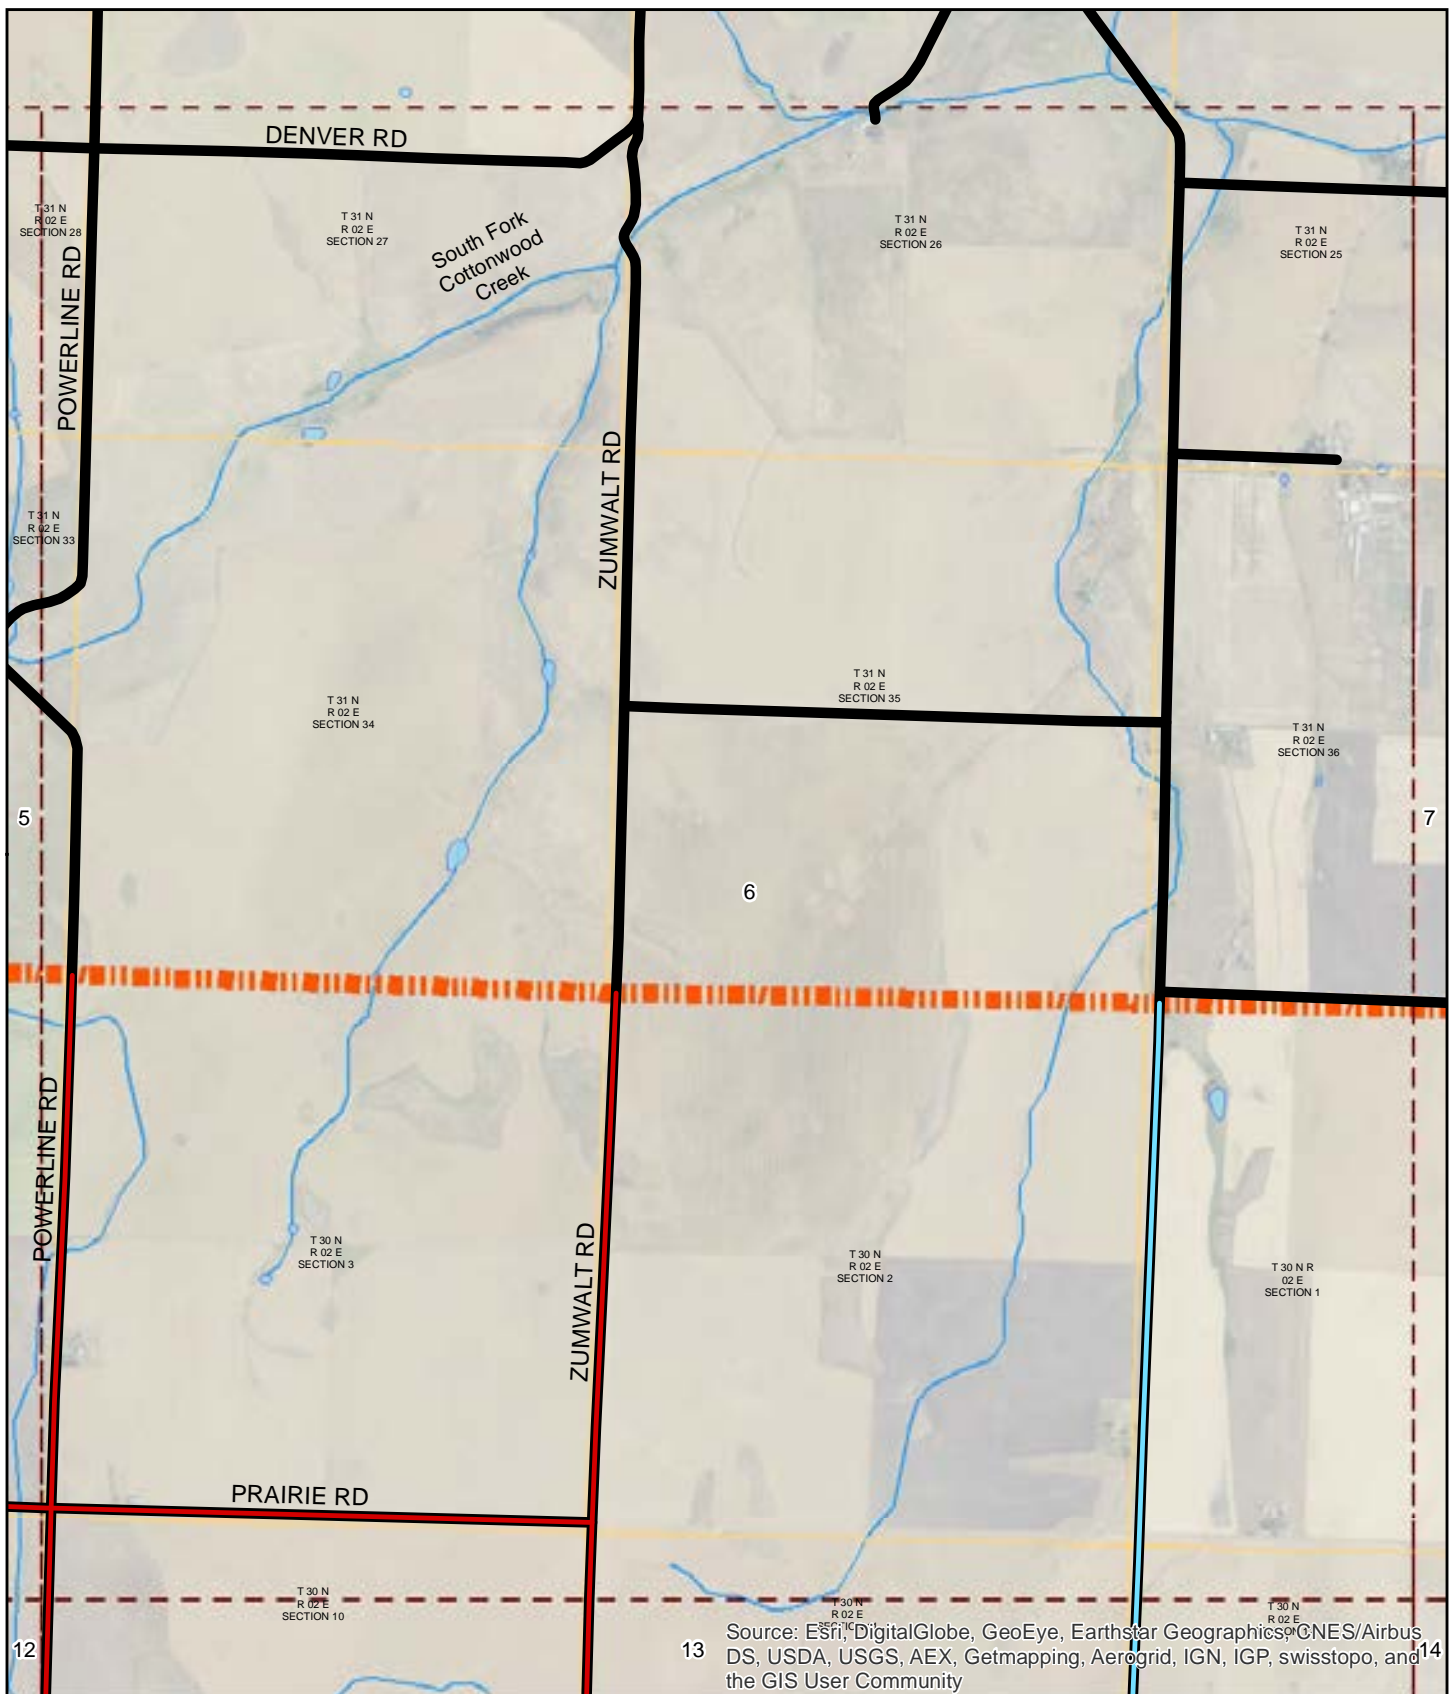 DENVER RD
T 31 N
R 02 E
SECTION 28
T 31 N
R 02 E
SECTION 27
South Fork
Cottonwood
Creek
T 31 N
R 02 E
SECTION 26
T 31 N
R 02 E
SECTION 25
POWERLINE RD
ZUMWALT RD
T 31 N
R 02 E
SECTION 33
T 31 N
R 02 E
SECTION 34
T 31 N
R 02 E
SECTION 35
T 31 N
R 02 E
SECTION 36
5
6
7
POWERLINE RD
ZUMWALT RD
T 30 N
R 02 E
SECTION 3
T 30 N
R 02 E
SECTION 2
T 30 N R
02 E
SECTION 1
PRAIRIE RD
T 30 N
R 02 E
SECTION 10
T 30 N
R 02 E
T 30 N
R 02 E
12
13
14
Source: Esri, DigitalGlobe, GeoEye, Earthstar Geographics, CNES/Airbus
DS, USDA, USGS, AEX, Getmapping, Aerogrid, IGN, IGP, swisstopo, and
the GIS User Community